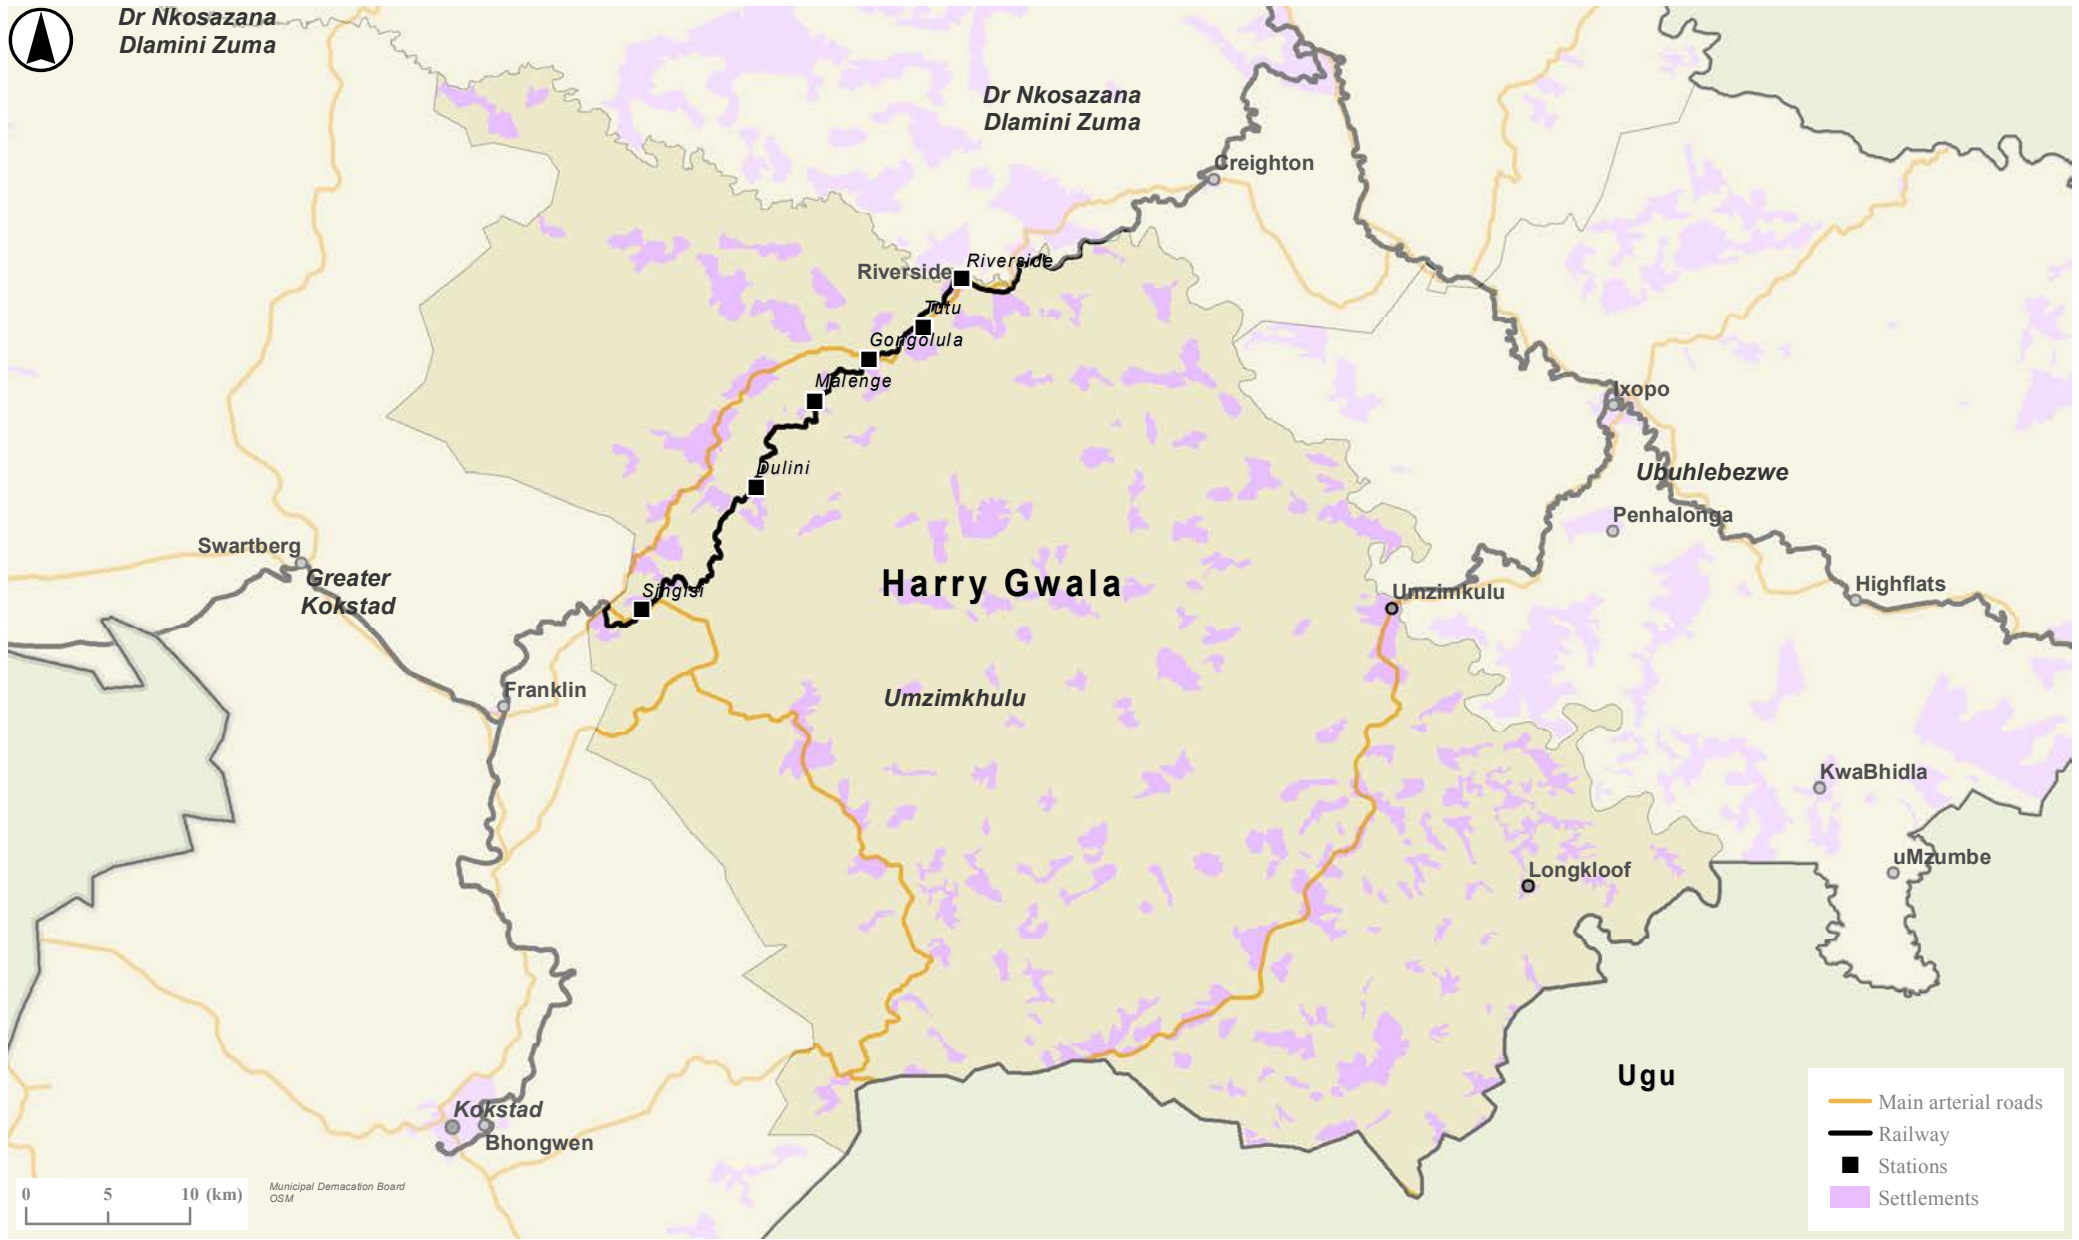 Dr Nkosazana
Dlamini Zuma
Dr Nkosazana
Dlamini Zuma
Creighton
Riverside
Riverside
Tutu
Gongolula
Malenge
Ixopo
Dulini
Ubuhlebezwe
Penhalonga
Swartberg
Greater
Kokstad
Singisi
Harry Gwala
Umzimkulu
Highflats
Franklin
Umzimkhulu
KwaBhidla
uMzumbe
Longkloof
Ugu
Kokstad
Bhongwen
Main arterial roads
Railway
Stations
Settlements
0 5 10 (km)
Municipal Demacation Board
OSM